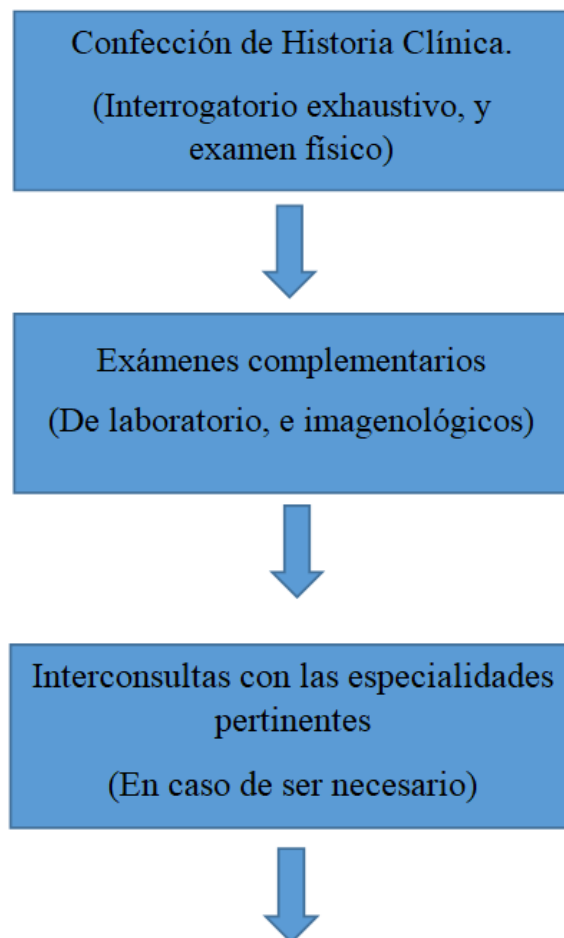 Confección de Historia Clínica.
(Interrogatorio exhaustivo, y
examen físico)
Exámenes complementarios
(De laboratorio, e imagenológicos)
Interconsultas con las especialidades
pertinentes
(En caso de ser necesario)